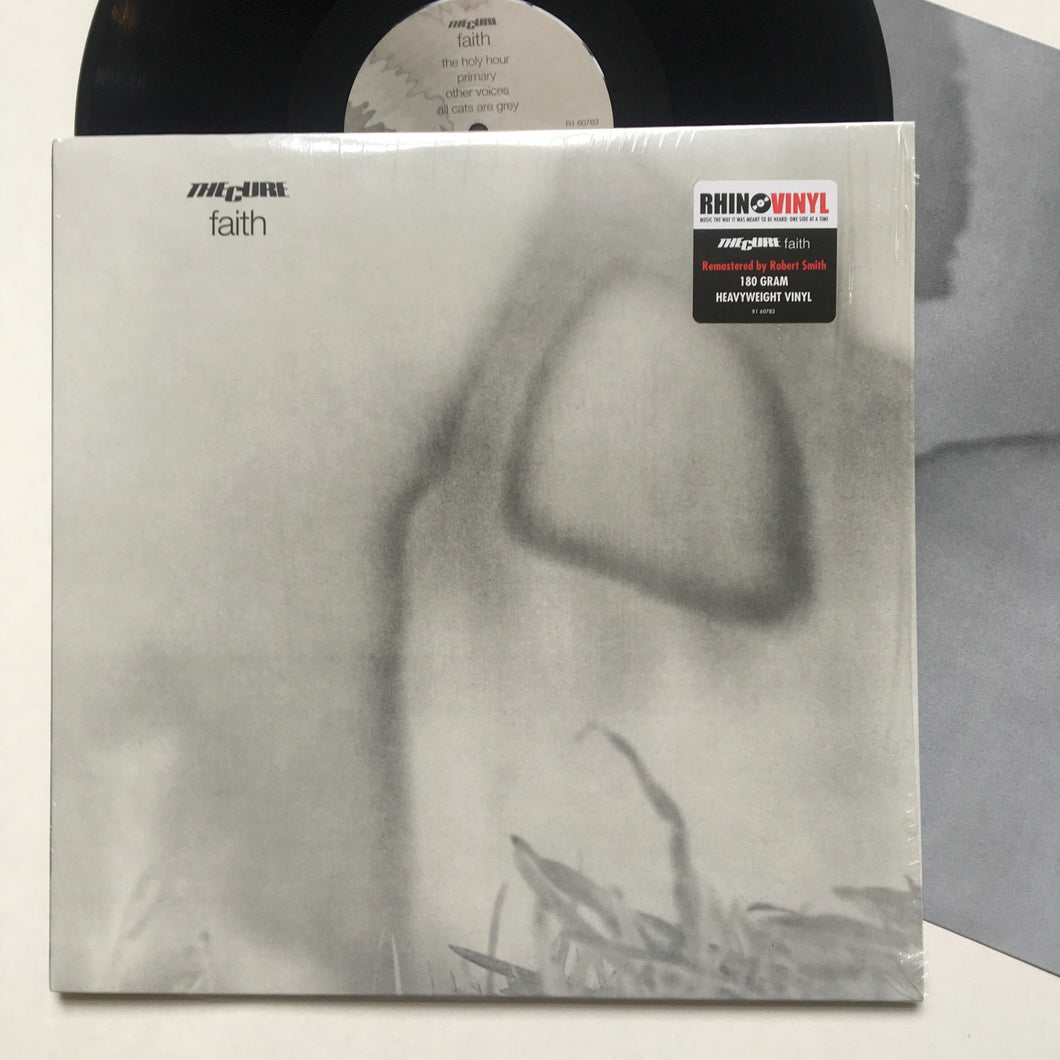 THE CURE
faith
the holy hour
primary
other voices
all cats are grey
R1 60783
THE CURE
faith
RHINO VINYL
MUSIC THE WAY IT WAS MEANT TO BE HEARD: ONE SIDE AT A TIME
THE CURE faith
Remastered by Robert Smith
180 GRAM
HEAVYWEIGHT VINYL
R1 60783